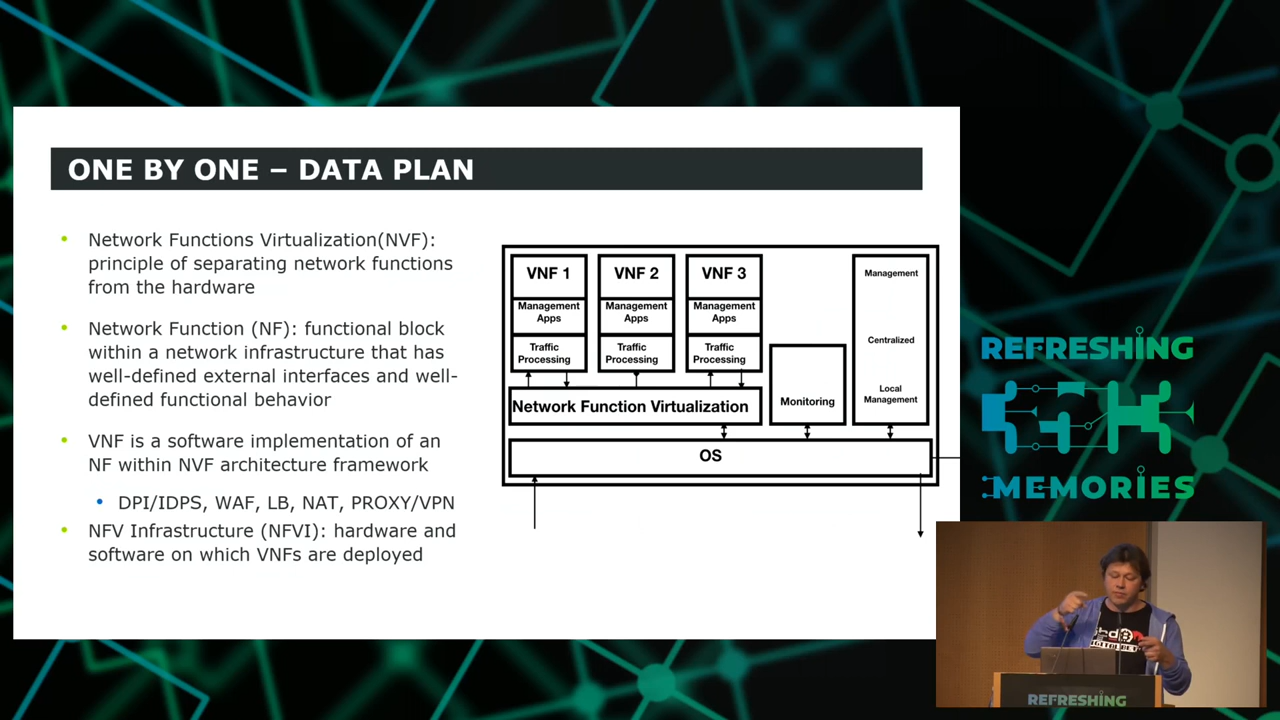 ONE BY ONE – DATA PLAN
• Network Functions Virtualization(NVF):
principle of separating network functions
from the hardware
• Network Function (NF): functional block
within a network infrastructure that has
well-defined external interfaces and well-
defined functional behavior
• VNF is a software implementation of an
NF within NVF architecture framework
• DPI/IDPS, WAF, LB, NAT, PROXY/VPN
• NFV Infrastructure (NFVI): hardware and
software on which VNFs are deployed
VNF 1
Management
Apps
Traffic
Processing
VNF 2
Management
Apps
Traffic
Processing
VNF 3
Management
Apps
Traffic
Processing
Network Function Virtualization
Monitoring
Management
Centralized
Local
Management
OS
REFRESHING
MEMORIES
REFRESHING